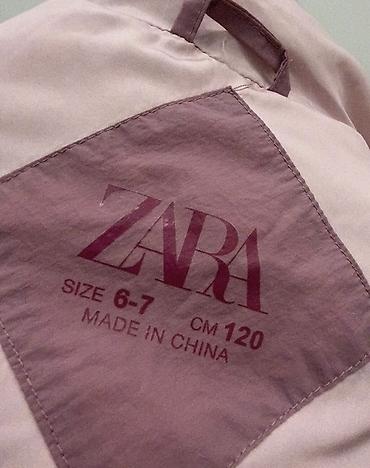 ZARA
SIZE 6-7 CM 120
MADE IN CHINA